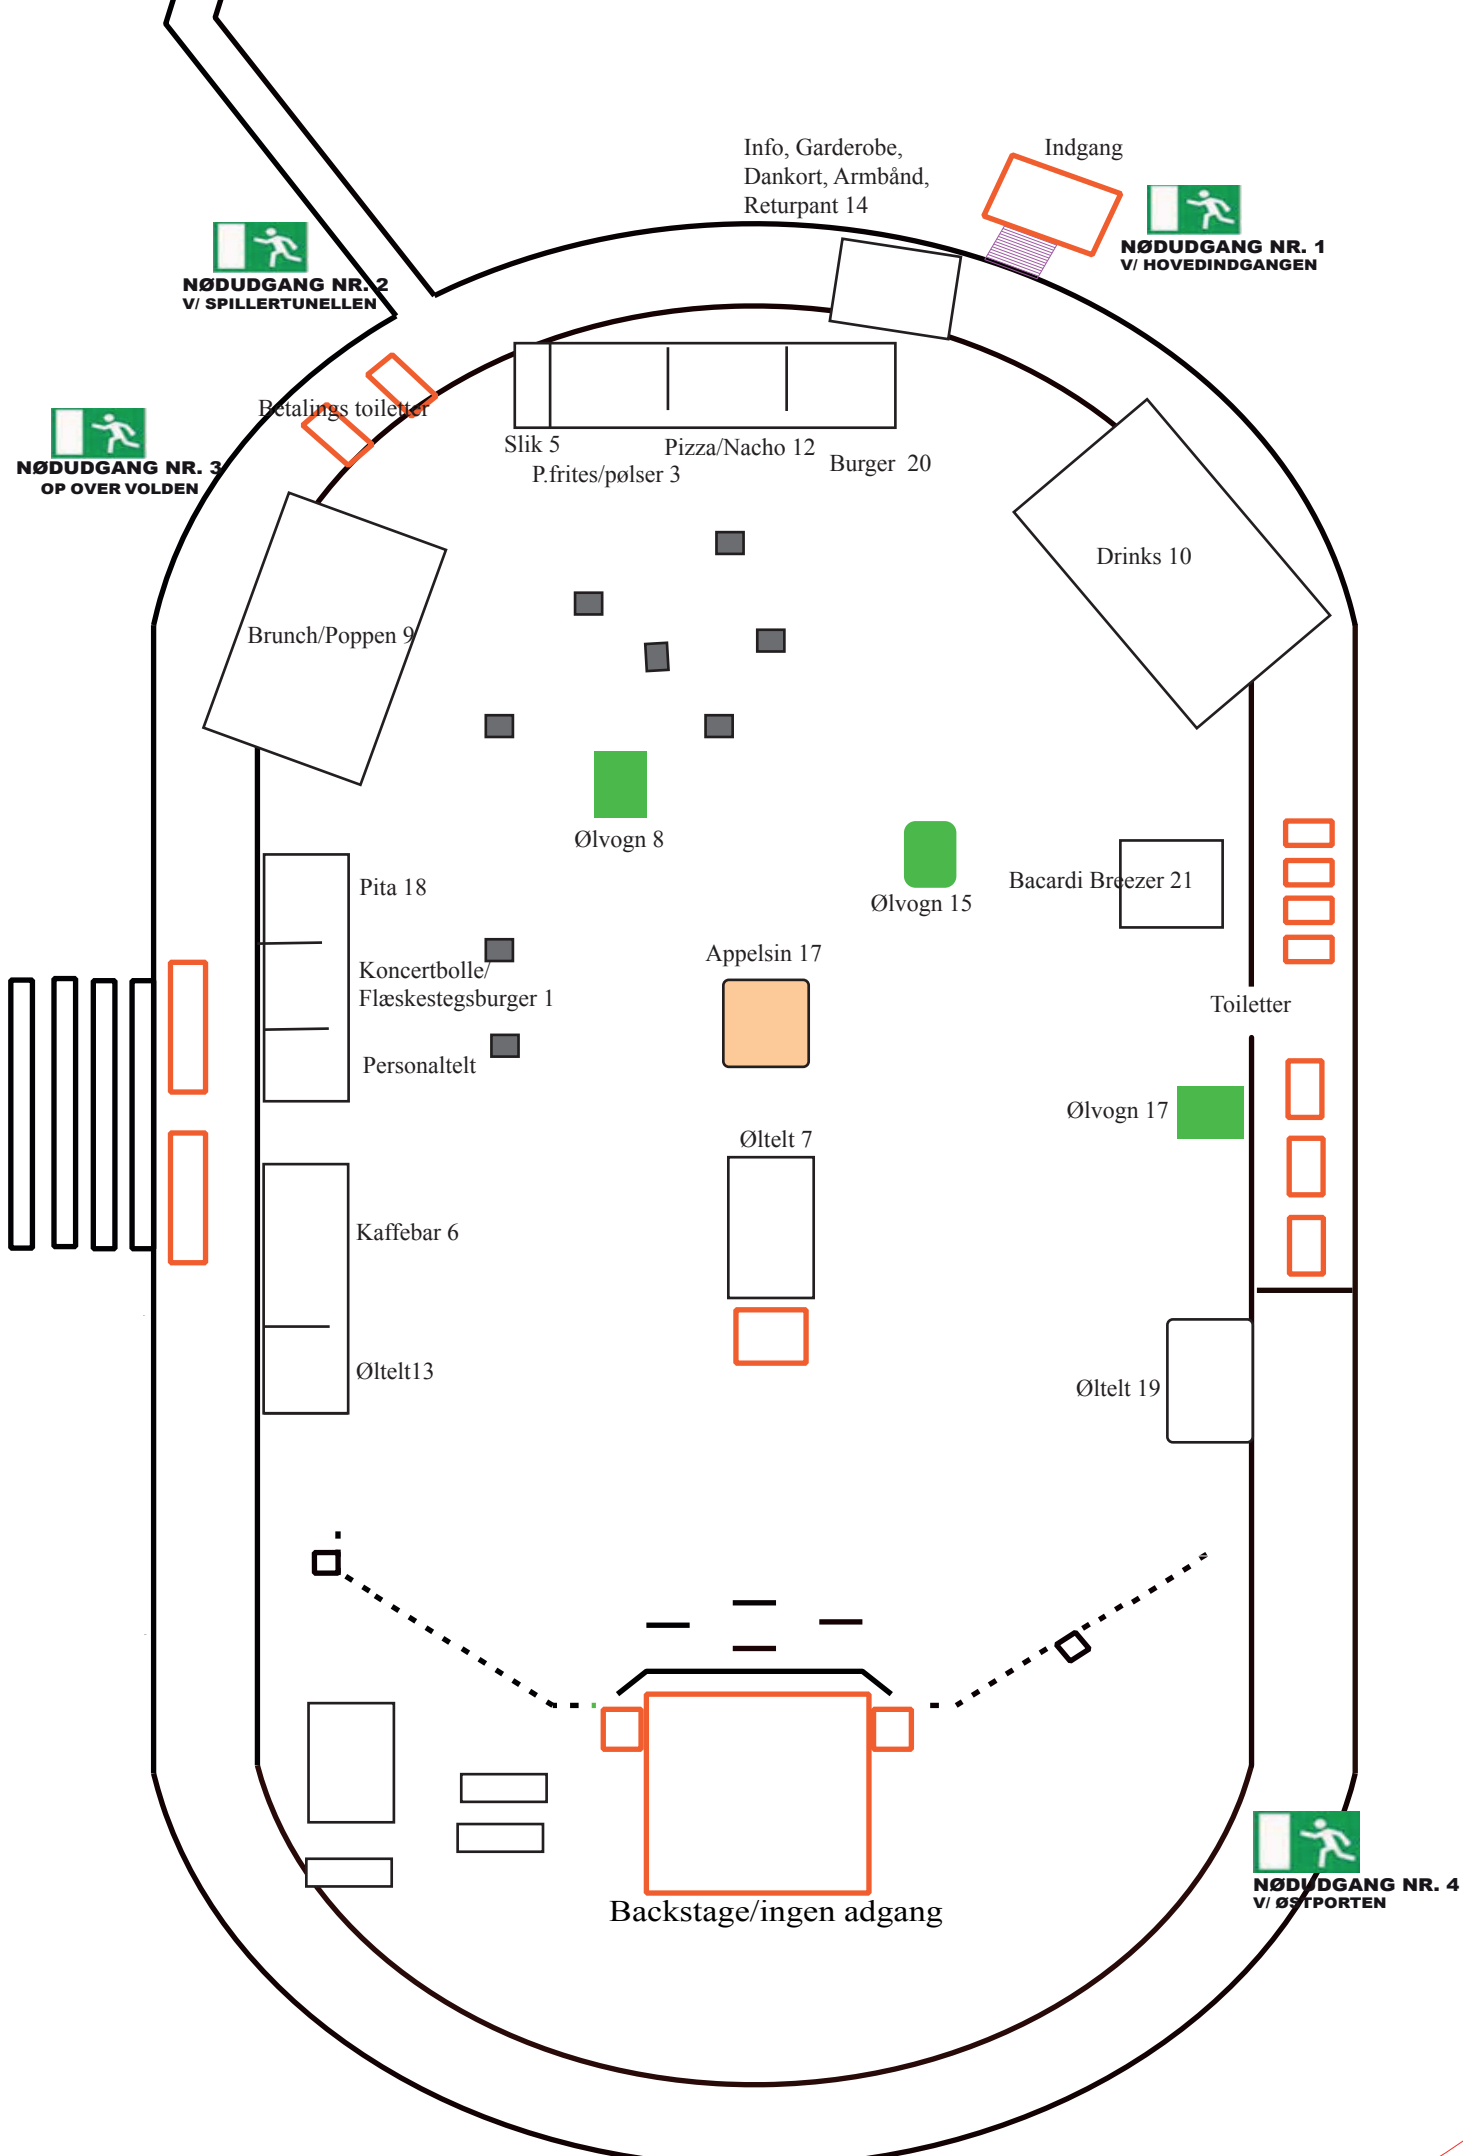 Info, Garderobe,
Dankort, Armbånd,
Returpant 14
Indgang
NØDUDGANG NR. 1
V/ HOVEDINDGANGEN
NØDUDGANG NR. 2
V/ SPILLERTUNELLEN
Betalings toiletter
NØDUDGANG NR. 3
OP OVER VOLDEN
Slik 5
P.frites/pølser 3
Pizza/Nacho 12
Burger  20
Drinks 10
Brunch/Poppen 9
Ølvogn 8
Ølvogn 15
Bacardi Breezer 21
Pita 18
Appelsin 17
Koncertbolle/
Flæskestegsburger 1
Toiletter
Personaltelt
Ølvogn 17
Øltelt 7
Kaffebar 6
Øltelt13
Øltelt 19
NØDUDGANG NR. 4
V/ ØSTPORTEN
Backstage/ingen adgang